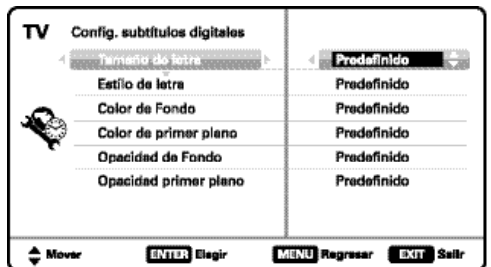 TV Config. subtítulos digitales
Tamaño de letra Predefinido
Estilo de letra Predefinido
Color de Fondo Predefinido
Color de primer plano Predefinido
Opacidad de Fondo Predefinido
Opacidad primer plano Predefinido
Mover ENTER Elegir MENU Regresar EXIT Salir